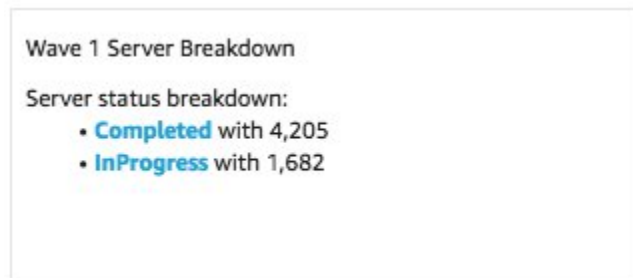 Wave 1 Server Breakdown
Server status breakdown:
• Completed with 4,205
• InProgress with 1,682